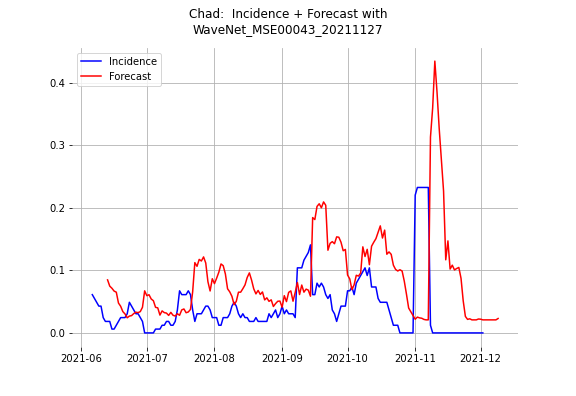 Chad:  Incidence + Forecast with
WaveNet_MSE00043_20211127
Incidence
Forecast
0.4
0.3
0.2
0.1
0.0
2021-06 2021-07 2021-08 2021-09 2021-10 2021-11 2021-12